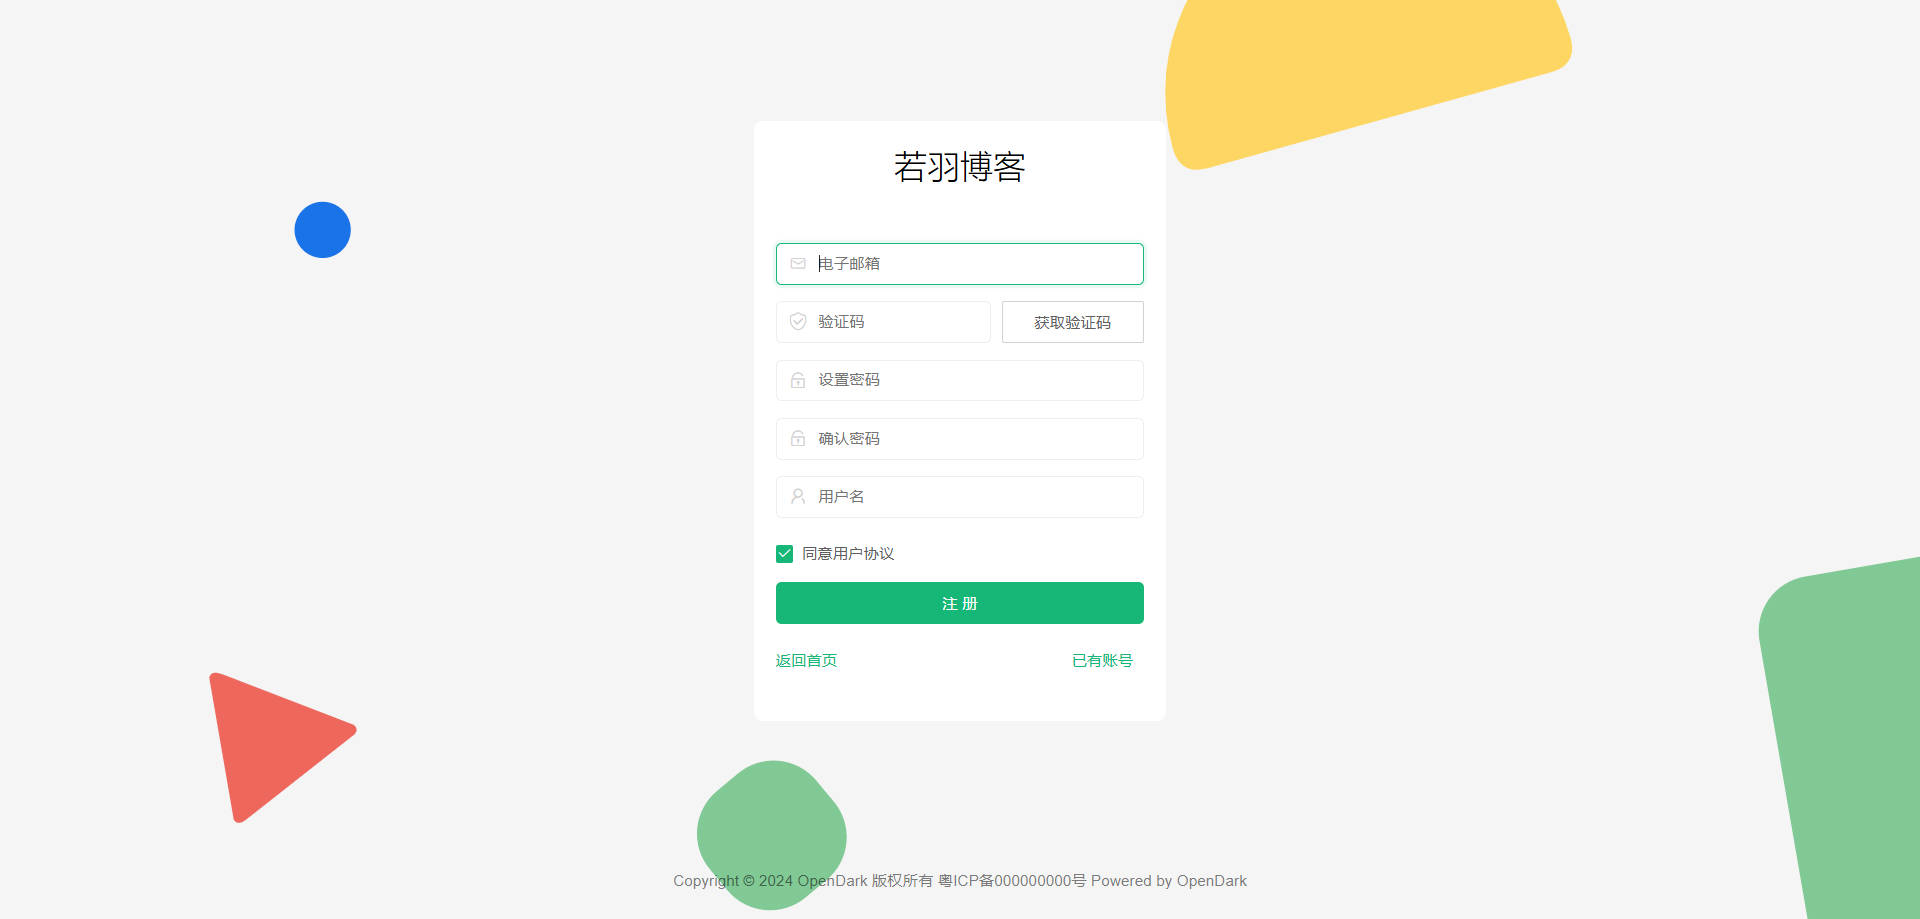 若羽博客
电子邮箱
验证码 获取验证码
设置密码
确认密码
用户名
同意用户协议
注 册
返回首页 已有账号
Copyright © 2024 OpenDark 版权所有 粤ICP备000000000号 Powered by OpenDark